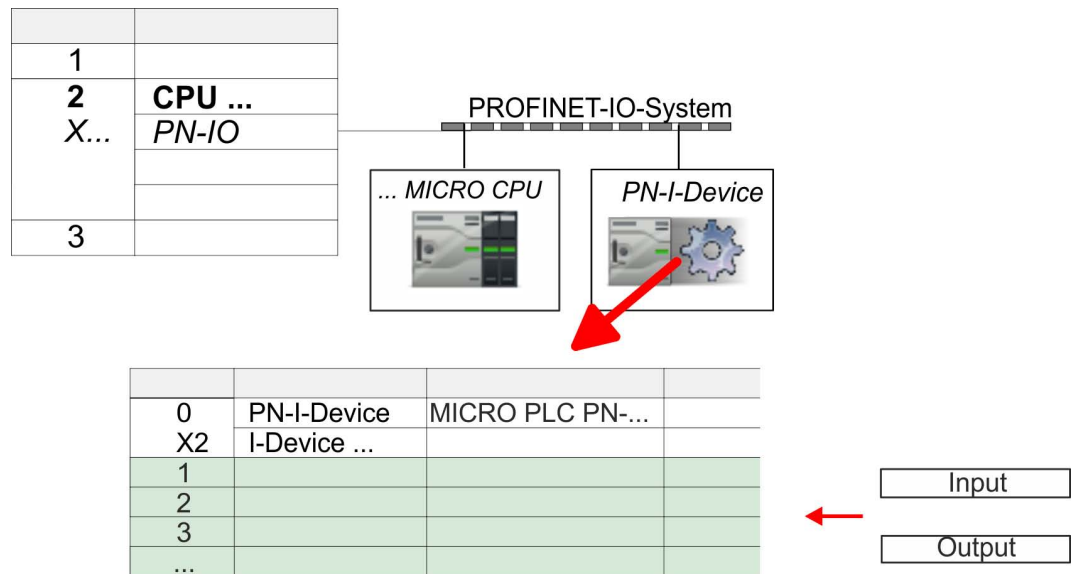 1
2 CPU ...
X... PN-IO
3
PROFINET-IO-System
... MICRO CPU
PN-I-Device
0 PN-I-Device MICRO PLC PN-...
X2 I-Device ...
1
2
3
...
Input
Output